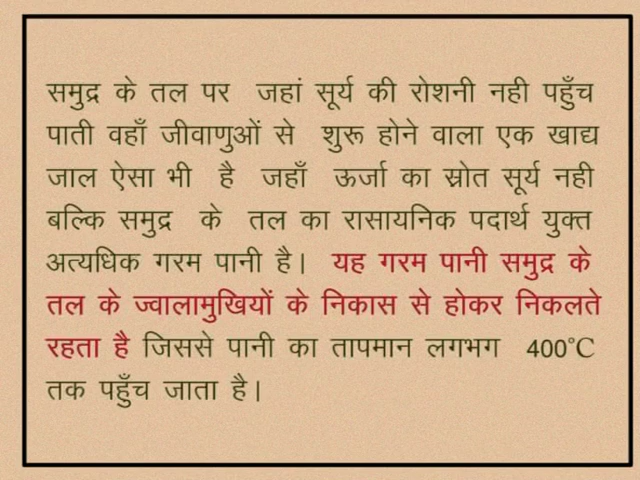 समुद्र के तल पर जहां सूर्य की रोशनी नही पहुँच
पाती वहाँ जीवाणुओं से शुरू होने वाला एक खाद्य
जाल ऐसा भी है जहाँ ऊर्जा का स्रोत सूर्य नही
बल्कि समुद्र के तल का रासायनिक पदार्थ युक्त
अत्यधिक गरम पानी है। यह गरम पानी समुद्र के
तल के ज्वालामुखियों के निकास से होकर निकलते
रहता है जिससे पानी का तापमान लगभग 400°C
तक पहुँच जाता है।